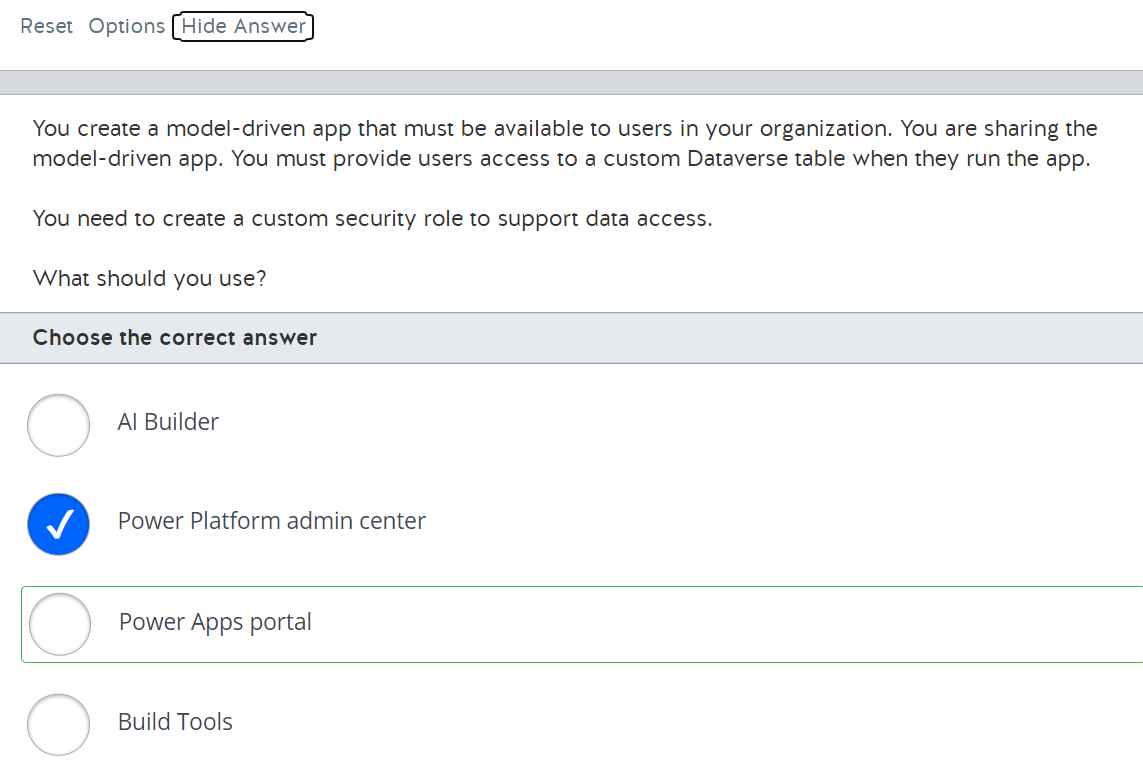 Reset Options Hide Answer
You create a model-driven app that must be available to users in your organization. You are sharing the
model-driven app. You must provide users access to a custom Dataverse table when they run the app.
You need to create a custom security role to support data access.
What should you use?
Choose the correct answer
AI Builder
Power Platform admin center
Power Apps portal
Build Tools